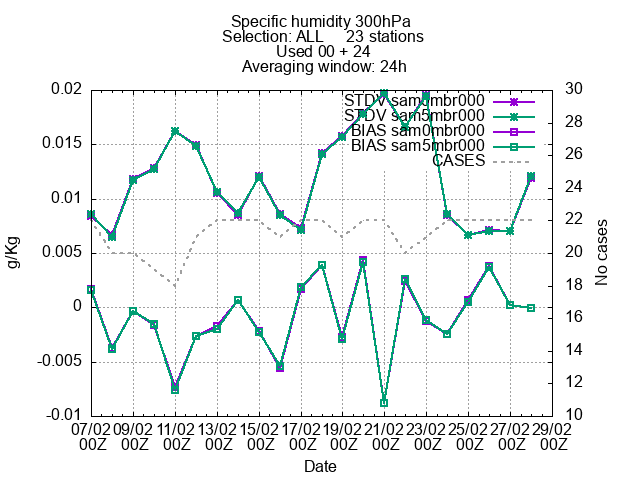 Specific humidity 300hPa
Selection: ALL 23 stations
Used 00 + 24
Averaging window: 24h
STDV sam0mbr000
STDV sam5mbr000
BIAS sam0mbr000
BIAS sam5mbr000
CASES
0.02
0.015
0.01
0.005
0
-0.005
-0.01
g/Kg
30
28
26
24
22
20
18
16
14
12
10
No cases
07/02 09/02 11/02 13/02 15/02 17/02 19/02 21/02 23/02 25/02 27/02 29/02
00Z 00Z 00Z 00Z 00Z 00Z 00Z 00Z 00Z 00Z 00Z 00Z
Date